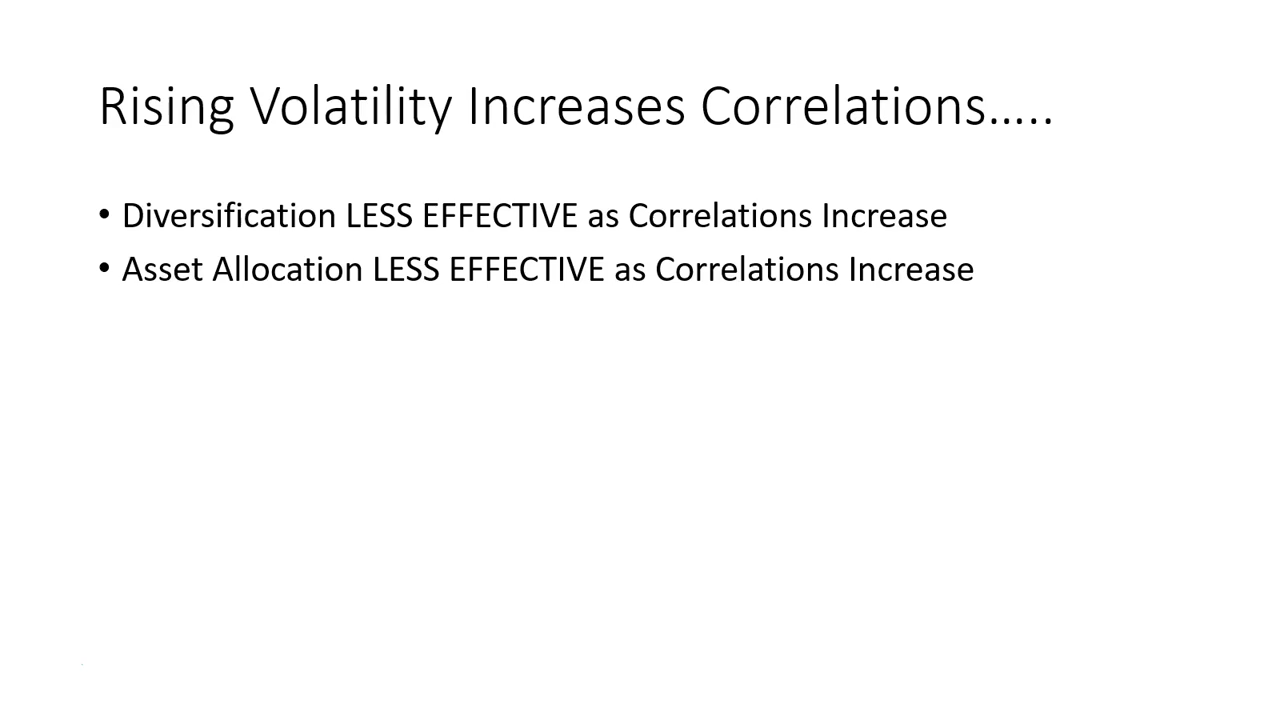 Rising Volatility Increases Correlations…..
• Diversification LESS EFFECTIVE as Correlations Increase
• Asset Allocation LESS EFFECTIVE as Correlations Increase